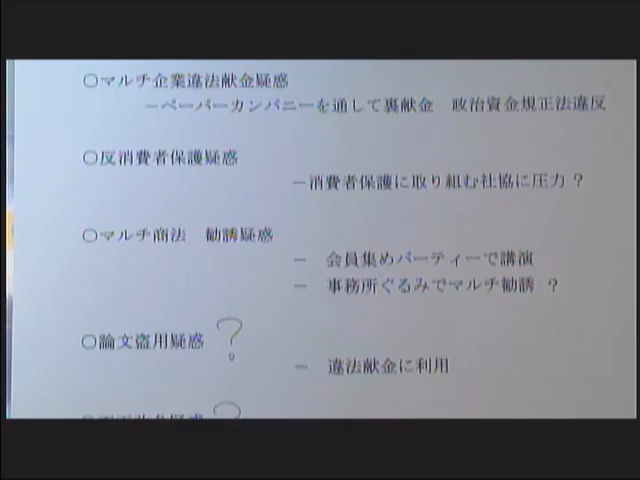 ○マルチ企業違法献金疑惑
－ペーパーカンパニーを通して裏献金　政治資金規正法違反
○反消費者保護疑惑
－消費者保護に取り組む社協に圧力？
○マルチ商法　勧誘疑惑
－　会員集めパーティーで講演
－　事務所ぐるみでマルチ勧誘　？
○論文盗用疑惑？
－　違法献金に利用